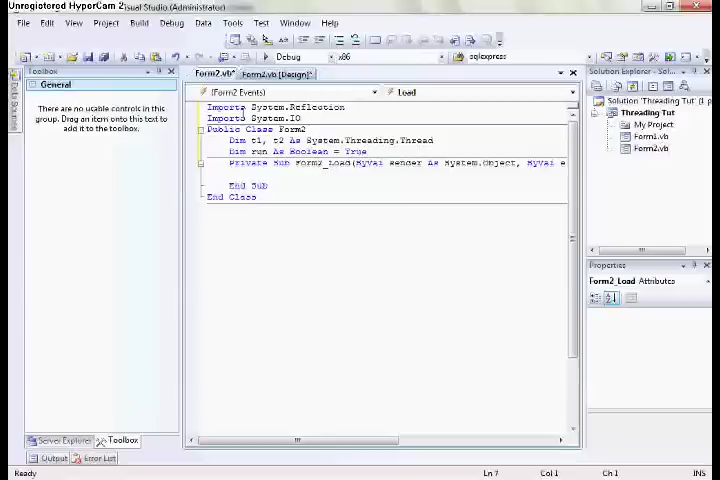 Unregistered HyperCam 2
isual Studio (Administrator)
File Edit View Project Build Debug Data Tools Test Window Help
Debug x86 sqlexpress
Toolbox
General
There are no usable controls in this
group. Drag an item onto this text to
add it to the toolbox.
Data Sources
Server Explorer Toolbox
Output Error List
Form2.vb* Form2.vb [Design]*
(Form2 Events) Load
Imports System.Reflection
Imports System.IO
Public Class Form2
Dim t1, t2 As System.Threading.Thread
Dim run As Boolean = True
Private Sub Form2_Load(ByVal sender As System.Object, ByVal e
End Sub
End Class
Solution Explorer - Sol...
Solution 'Threading Tut' (1 project)
Threading Tut
My Project
Form1.vb
Form2.vb
Properties
Form2_Load Attributes
Ready Ln 7 Col 1 Ch 1 INS